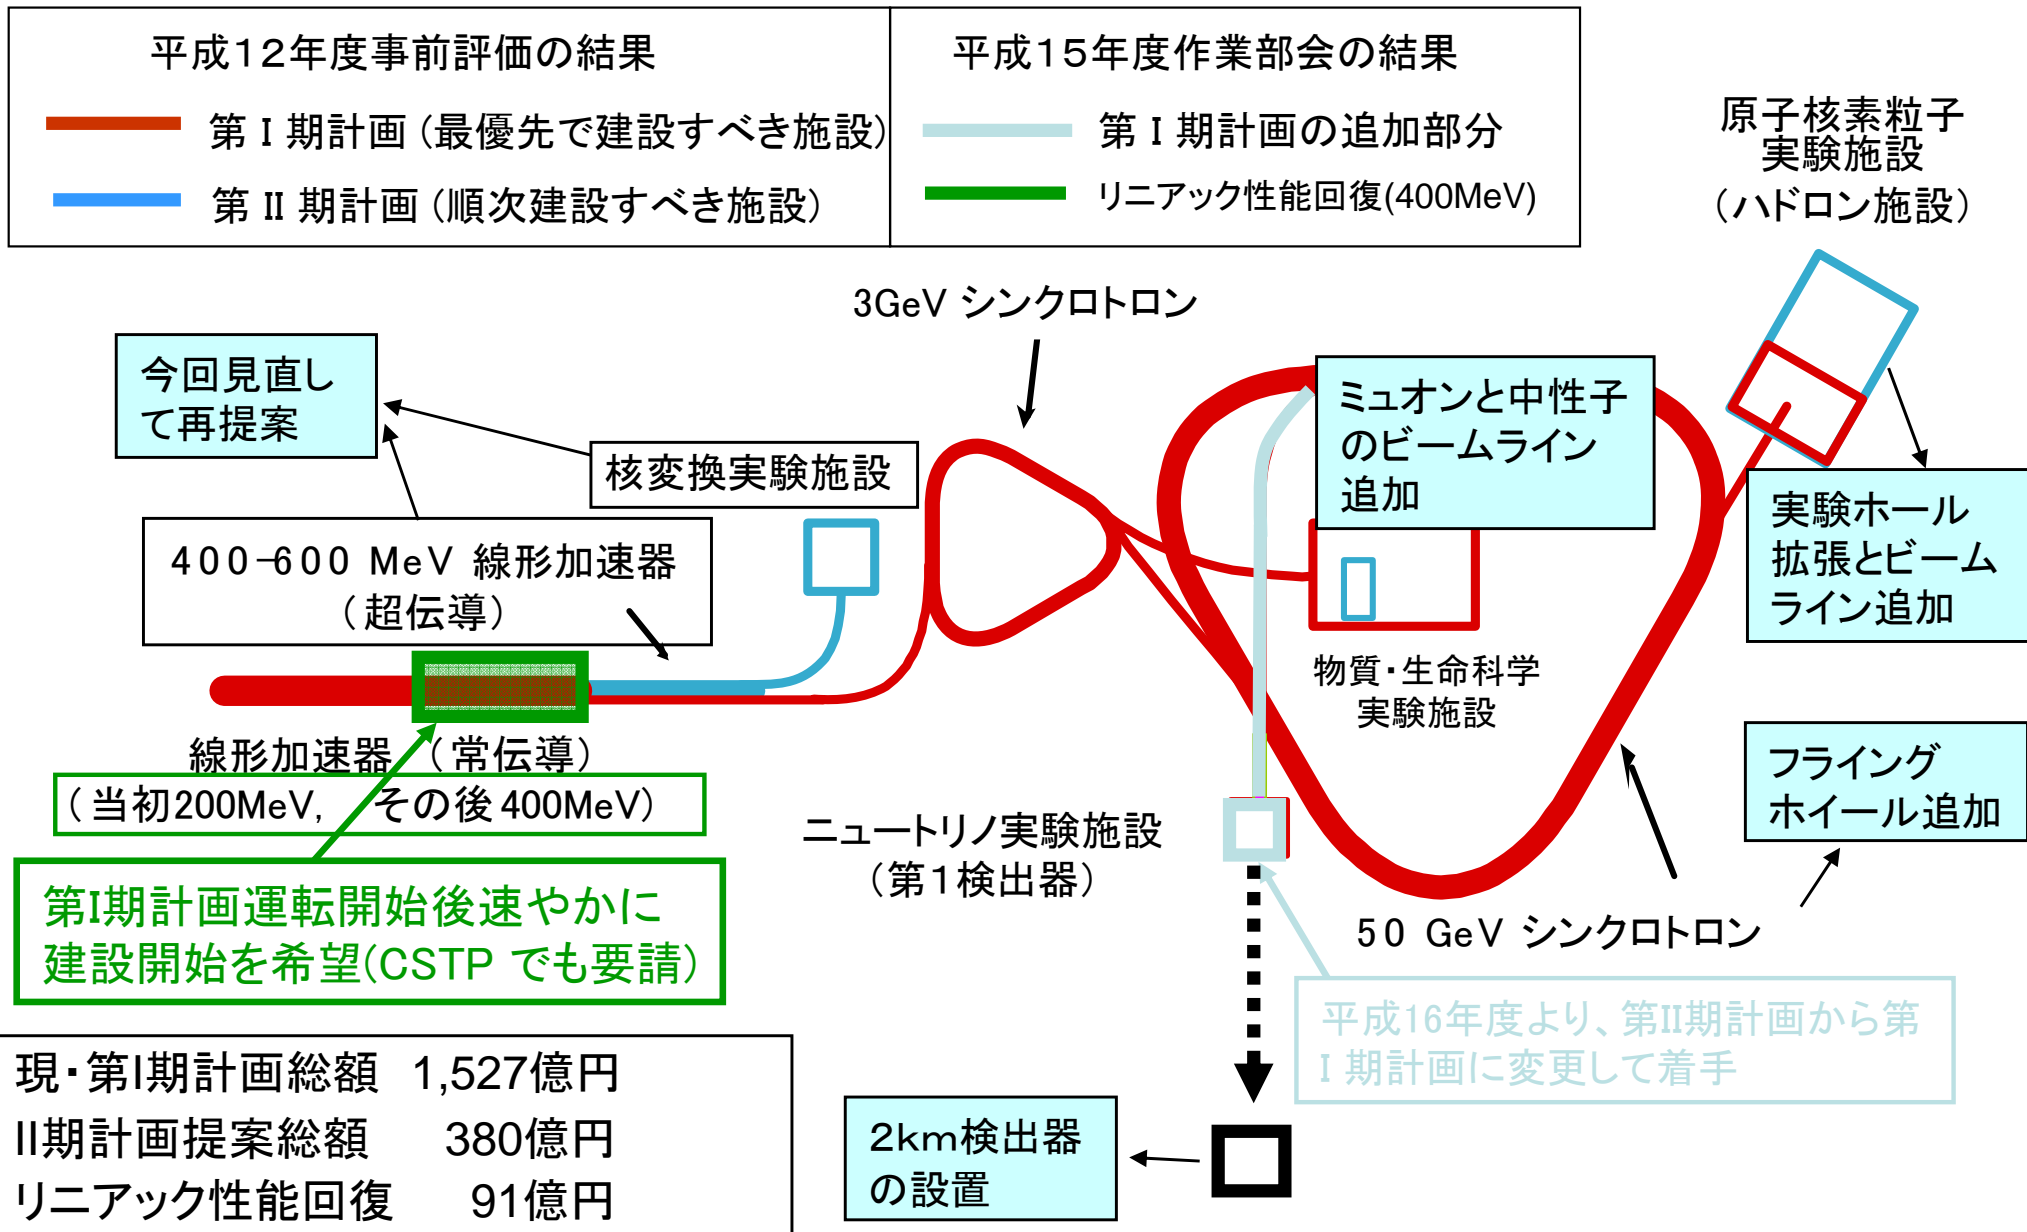 平成12年度事前評価の結果
第 I 期計画 (最優先で建設すべき施設)
第 II 期計画 (順次建設すべき施設)
平成15年度作業部会の結果
第 I 期計画の追加部分
リニアック性能回復(400MeV)
原子核素粒子
実験施設
(ハドロン施設)
3GeV シンクロトロン
今回見直し
て再提案
核変換実験施設
400-600 MeV 線形加速器
(超伝導)
ミュオンと中性子
のビームライン
追加
実験ホール
拡張とビーム
ライン追加
物質・生命科学
実験施設
線形加速器 (常伝導)
(当初200MeV, その後400MeV)
フライング
ホイール追加
ニュートリノ実験施設
(第1検出器)
第I期計画運転開始後速やかに
建設開始を希望(CSTP でも要請)
50 GeV シンクロトロン
平成16年度より、第II期計画から第
I 期計画に変更して着手
現・第I期計画総額 1,527億円
II期計画提案総額 380億円
リニアック性能回復 91億円
2km検出器
の設置